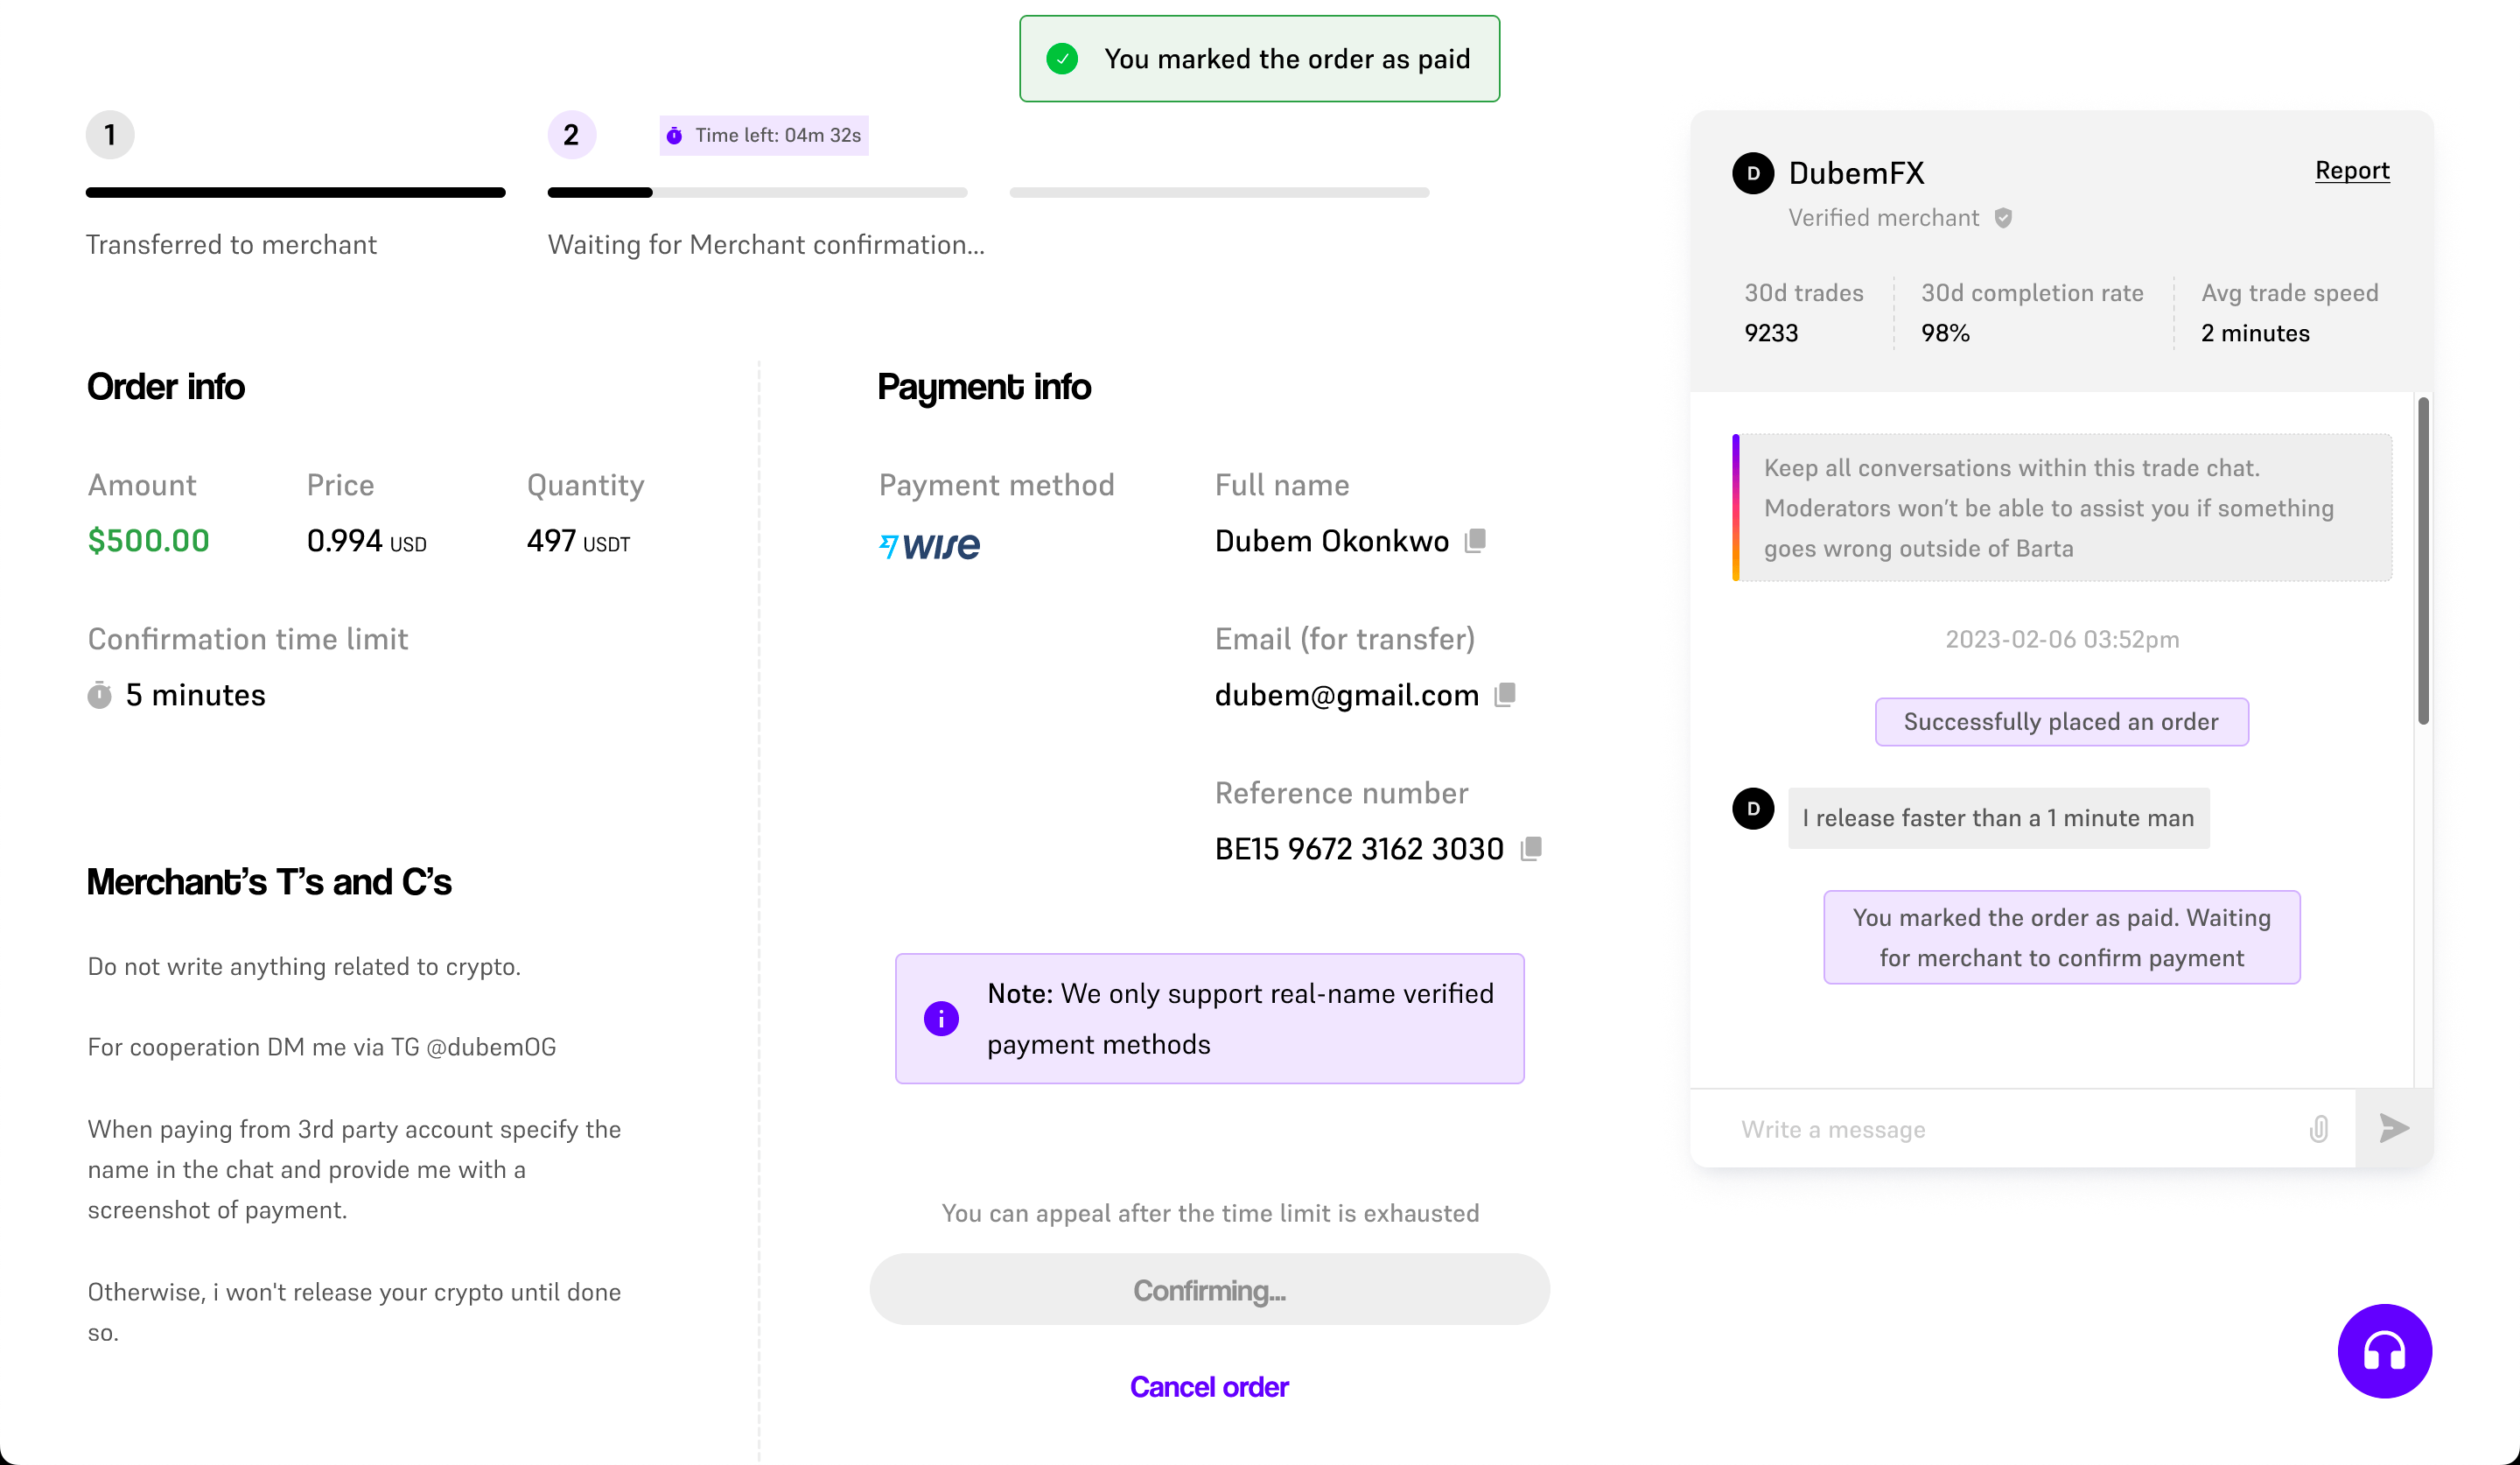 You marked the order as paid
1
2
Time left: 04m 32s
Transferred to merchant
Waiting for Merchant confirmation...
Order info
Amount
$500.00
Price
0.994 USD
Quantity
497 USDT
Confirmation time limit
5 minutes
Merchant’s T’s and C’s
Do not write anything related to crypto.
For cooperation DM me via TG @dubemOG
When paying from 3rd party account specify the
name in the chat and provide me with a
screenshot of payment.
Otherwise, i won't release your crypto until done
so.
Payment info
Payment method
wise
Full name
Dubem Okonkwo
Email (for transfer)
dubem@gmail.com
Reference number
BE15 9672 3162 3030
Note: We only support real-name verified
payment methods
You can appeal after the time limit is exhausted
Confirming...
Cancel order
D
DubemFX
Report
Verified merchant
30d trades
9233
30d completion rate
98%
Avg trade speed
2 minutes
Keep all conversations within this trade chat.
Moderators won’t be able to assist you if something
goes wrong outside of Barta
2023-02-06 03:52pm
Successfully placed an order
D
I release faster than a 1 minute man
You marked the order as paid. Waiting
for merchant to confirm payment
Write a message